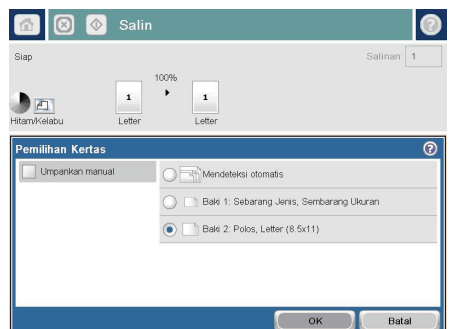 Salin
Siap
Salinan: 1
100%
1 1
Hitam/Kelabu Letter Letter
Pemilihan Kertas
Umpankan manual
Mendeteksi otomatis
Baki 1: Sebarang Jenis, Sembarang Ukuran
Baki 2: Polos, Letter (8.5x11)
OK Batal